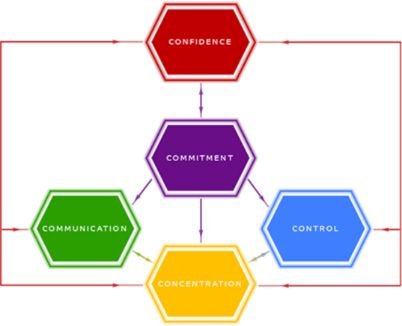 CONFIDENCE
COMMITMENT
COMMUNICATION
CONTROL
CONCENTRATION